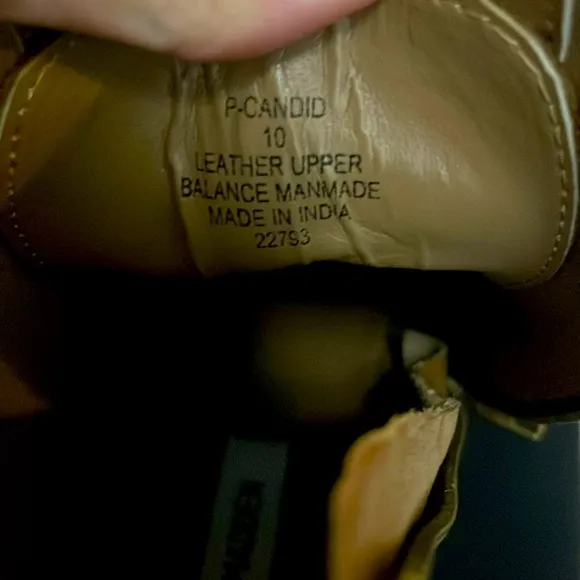 P-CANDID
10
LEATHER UPPER
BALANCE MANMADE
MADE IN INDIA
22793